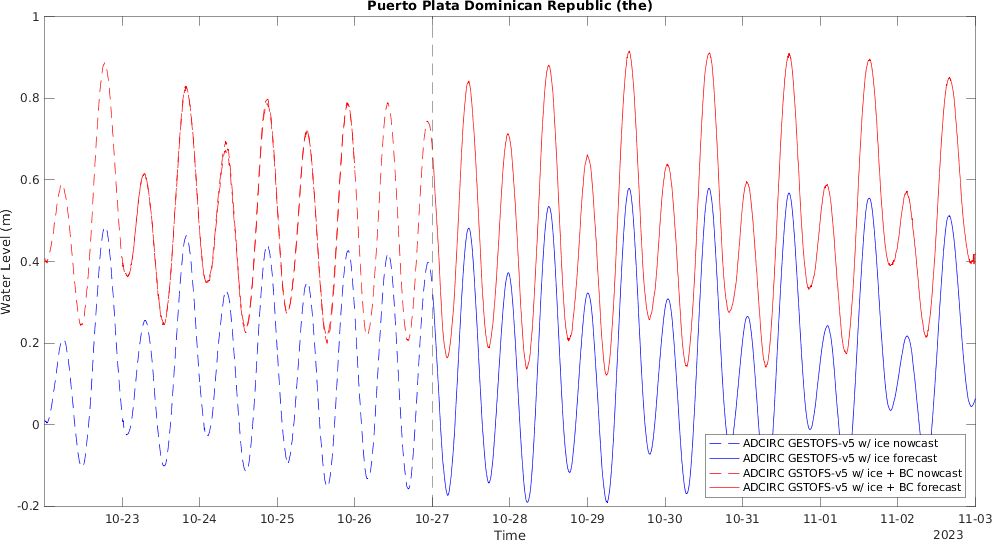 Puerto Plata Dominican Republic (the)
1
0.8
0.6
0.4
0.2
0
-0.2
Water Level (m)
ADCIRC GESTOFS-v5 w/ ice nowcast
ADCIRC GESTOFS-v5 w/ ice forecast
ADCIRC GSTOFS-v5 w/ ice + BC nowcast
ADCIRC GSTOFS-v5 w/ ice + BC forecast
10-23 10-24 10-25 10-26 10-27 10-28 10-29 10-30 10-31 11-01 11-02 11-03
Time
2023